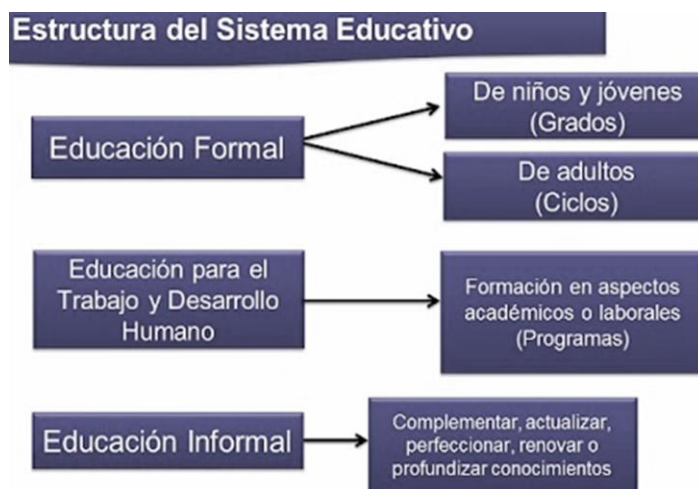 Estructura del Sistema Educativo
Educación Formal
De niños y jóvenes
(Grados)
De adultos
(Ciclos)
Educación para el
Trabajo y Desarrollo
Humano
Formación en aspectos
académicos o laborales
(Programas)
Educación Informal
Complementar, actualizar,
perfeccionar, renovar o
profundizar conocimientos